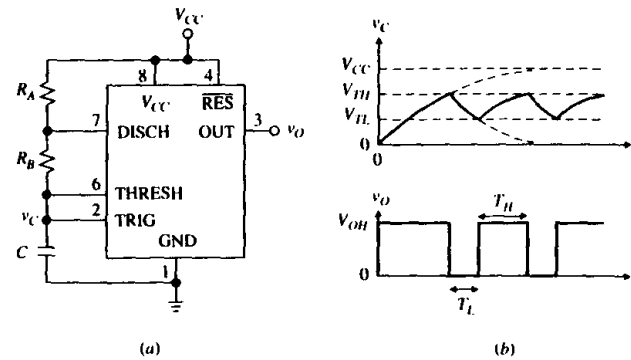 V_CC
8
4
R_A
V_CC
RES
7
DISCH
OUT
3
v_O
R_B
6
THRESH
v_C
2
TRIG
C
GND
1
(a)
v_C
V_CC
V_TH
V_TL
0
0
v_O
T_H
V_OH
0
T_L
(b)